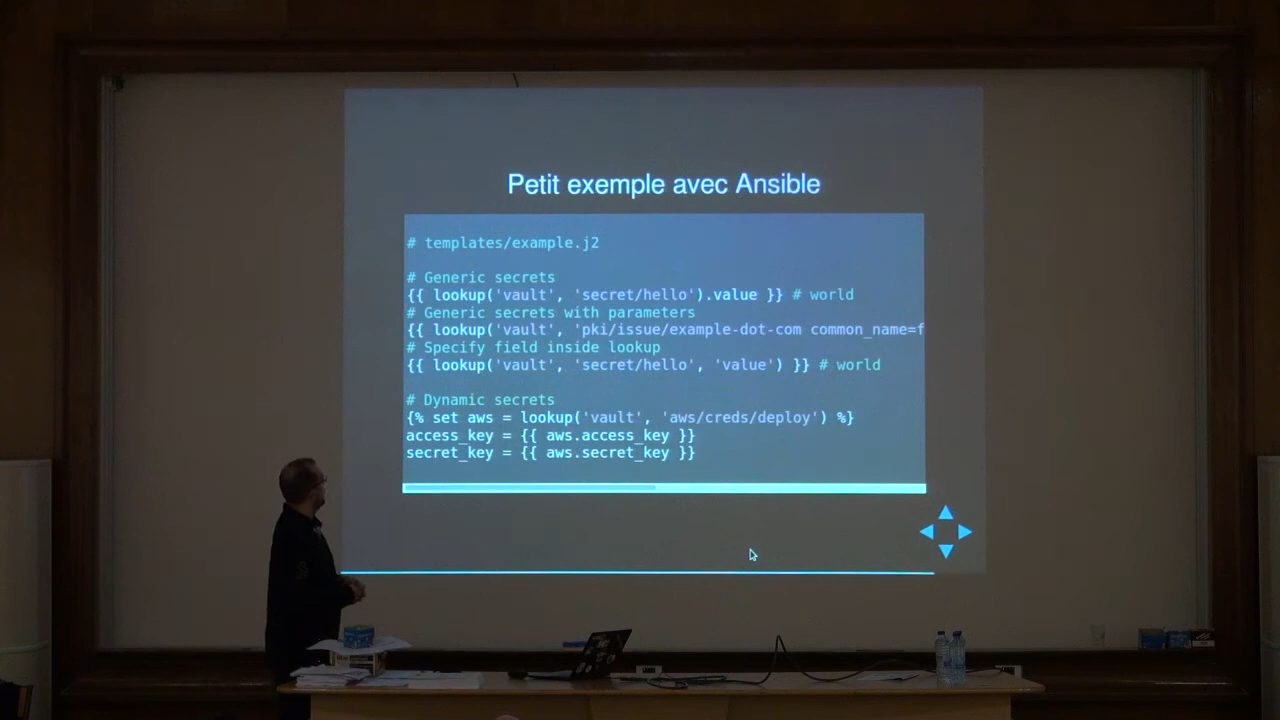 Petit exemple avec Ansible
# templates/example.j2
# Generic secrets
{{ lookup('vault', 'secret/hello').value }} # world
# Generic secrets with parameters
{{ lookup('vault', 'pki/issue/example-dot-com common_name=f
# Specify field inside lookup
{{ lookup('vault', 'secret/hello', 'value') }} # world
# Dynamic secrets
{% set aws = lookup('vault', 'aws/creds/deploy') %}
access_key = {{ aws.access_key }}
secret_key = {{ aws.secret_key }}